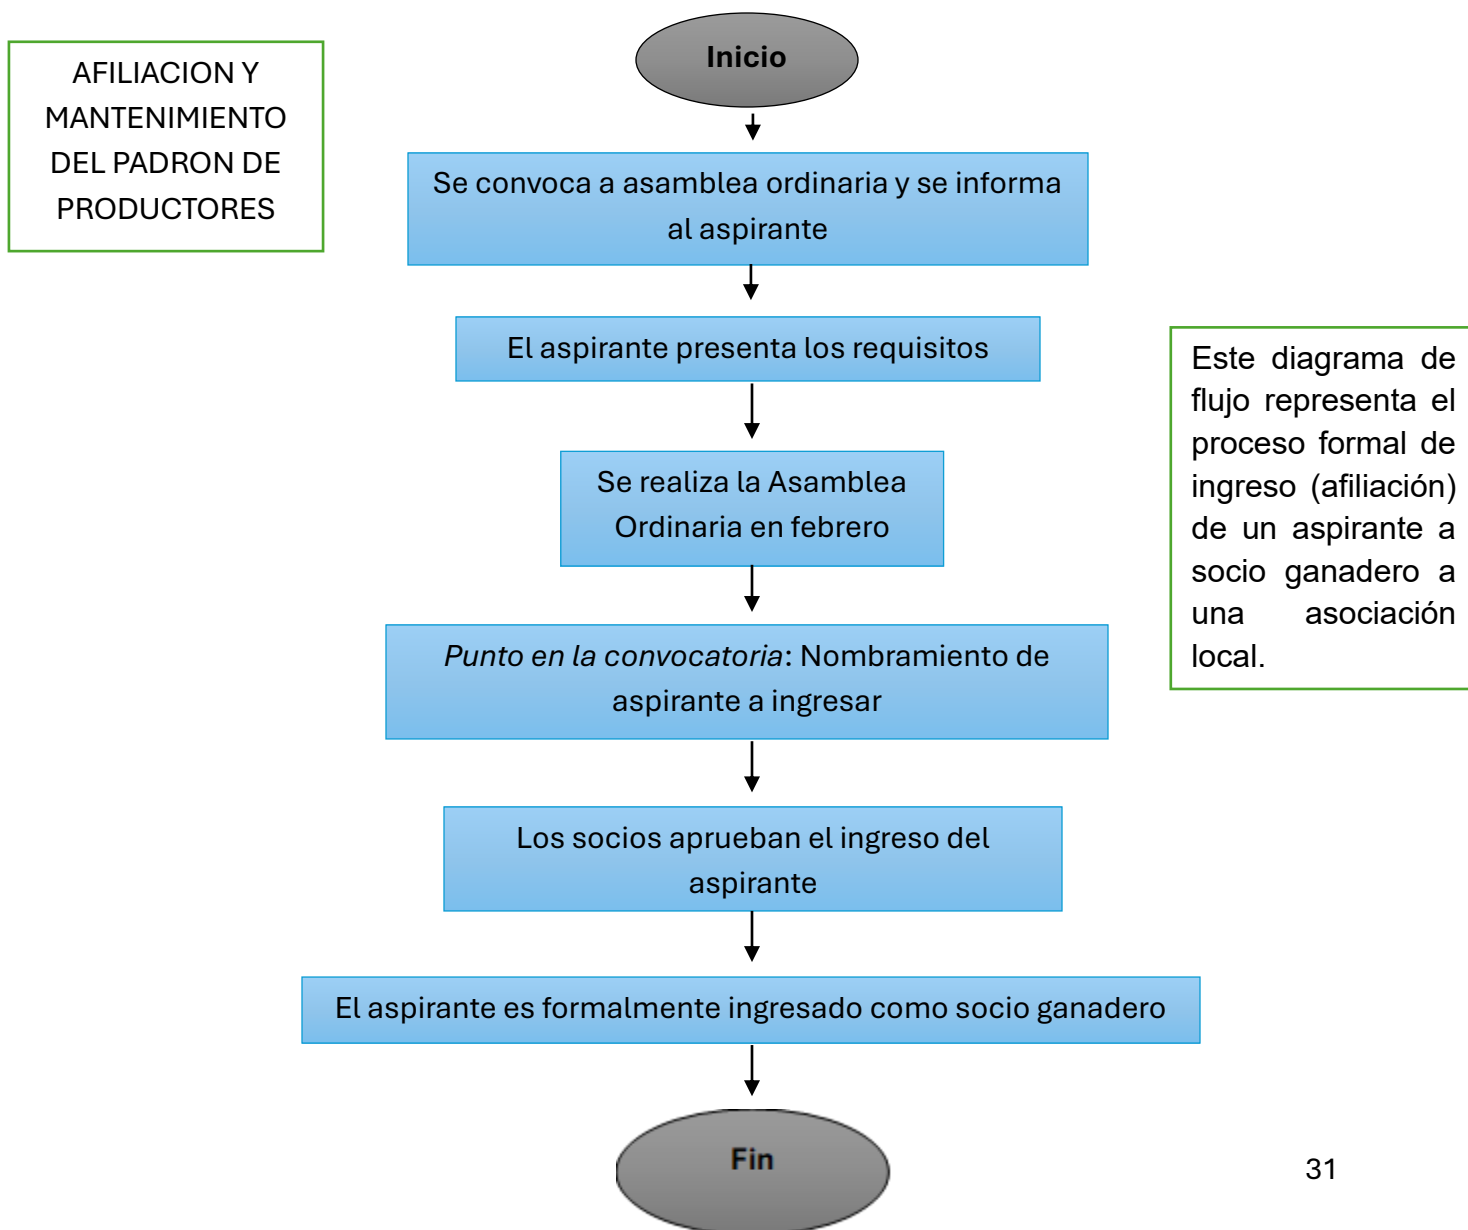 AFILIACION Y
MANTENIMIENTO
DEL PADRON DE
PRODUCTORES
Inicio
Se convoca a asamblea ordinaria y se informa
al aspirante
El aspirante presenta los requisitos
Se realiza la Asamblea
Ordinaria en febrero
Punto en la convocatoria: Nombramiento de
aspirante a ingresar
Los socios aprueban el ingreso del
aspirante
El aspirante es formalmente ingresado como socio ganadero
Fin
Este diagrama de
flujo representa el
proceso formal de
ingreso (afiliación)
de un aspirante a
socio ganadero a
una asociación
local.
31